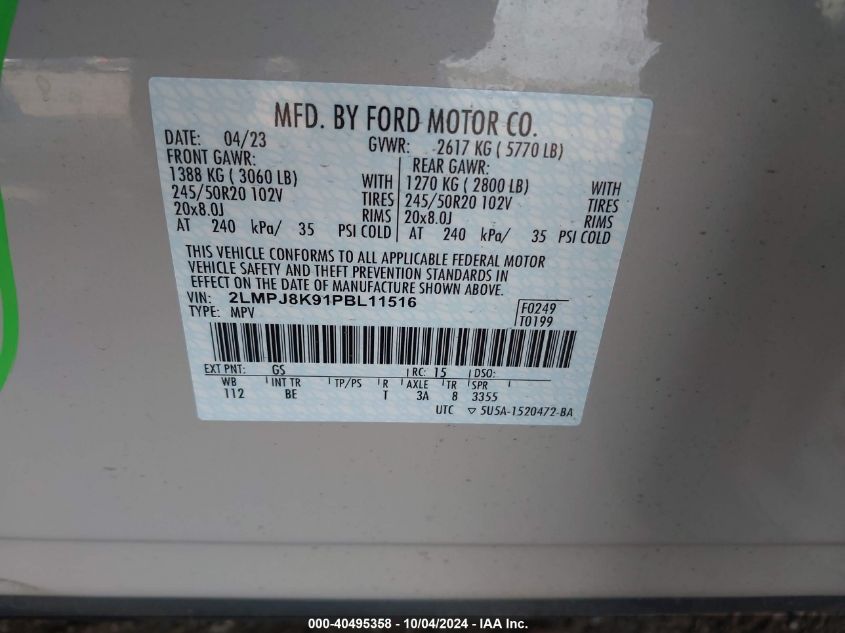 MFD. BY FORD MOTOR CO.
DATE: 04/23 GVWR: 2617 KG ( 5770 LB)
FRONT GAWR: REAR GAWR:
1388 KG ( 3060 LB) WITH 1270 KG ( 2800 LB) WITH
245/50R20 102V TIRES 245/50R20 102V TIRES
20x8.0J RIMS 20x8.0J RIMS
AT 240 kPa/ 35 PSI COLD AT 240 kPa/ 35 PSI COLD
THIS VEHICLE CONFORMS TO ALL APPLICABLE FEDERAL MOTOR
VEHICLE SAFETY AND THEFT PREVENTION STANDARDS IN
EFFECT ON THE DATE OF MANUFACTURE SHOWN ABOVE.
VIN: 2LMPJ8K91PBL11516 F0249
TYPE: MPV T0199
EXT PNT: GS RC: 15 DSO:
WB INT TR TP/PS R AXLE TR SPR
112 BE T 3A 8 3355
UTC ▽ 5U5A-1520472-BA
000-40495358 - 10/04/2024 - IAA Inc.